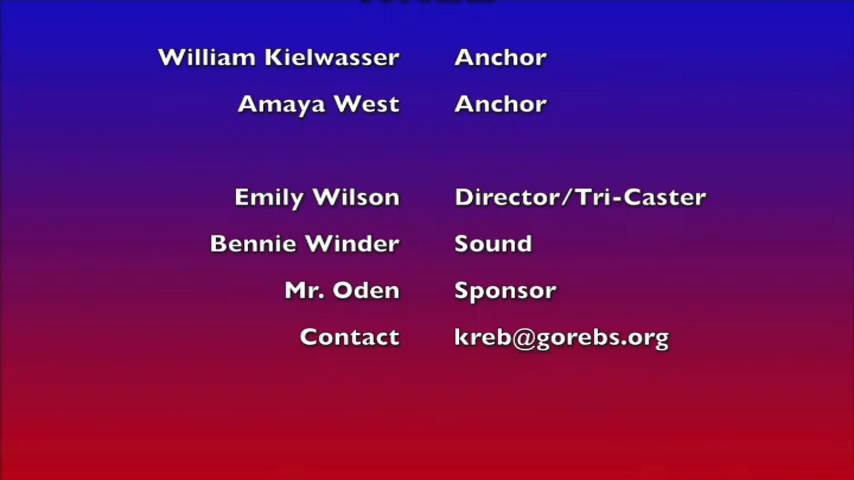 William Kielwasser Anchor
Amaya West Anchor
Emily Wilson Director/Tri-Caster
Bennie Winder Sound
Mr. Oden Sponsor
Contact kreb@gorebs.org